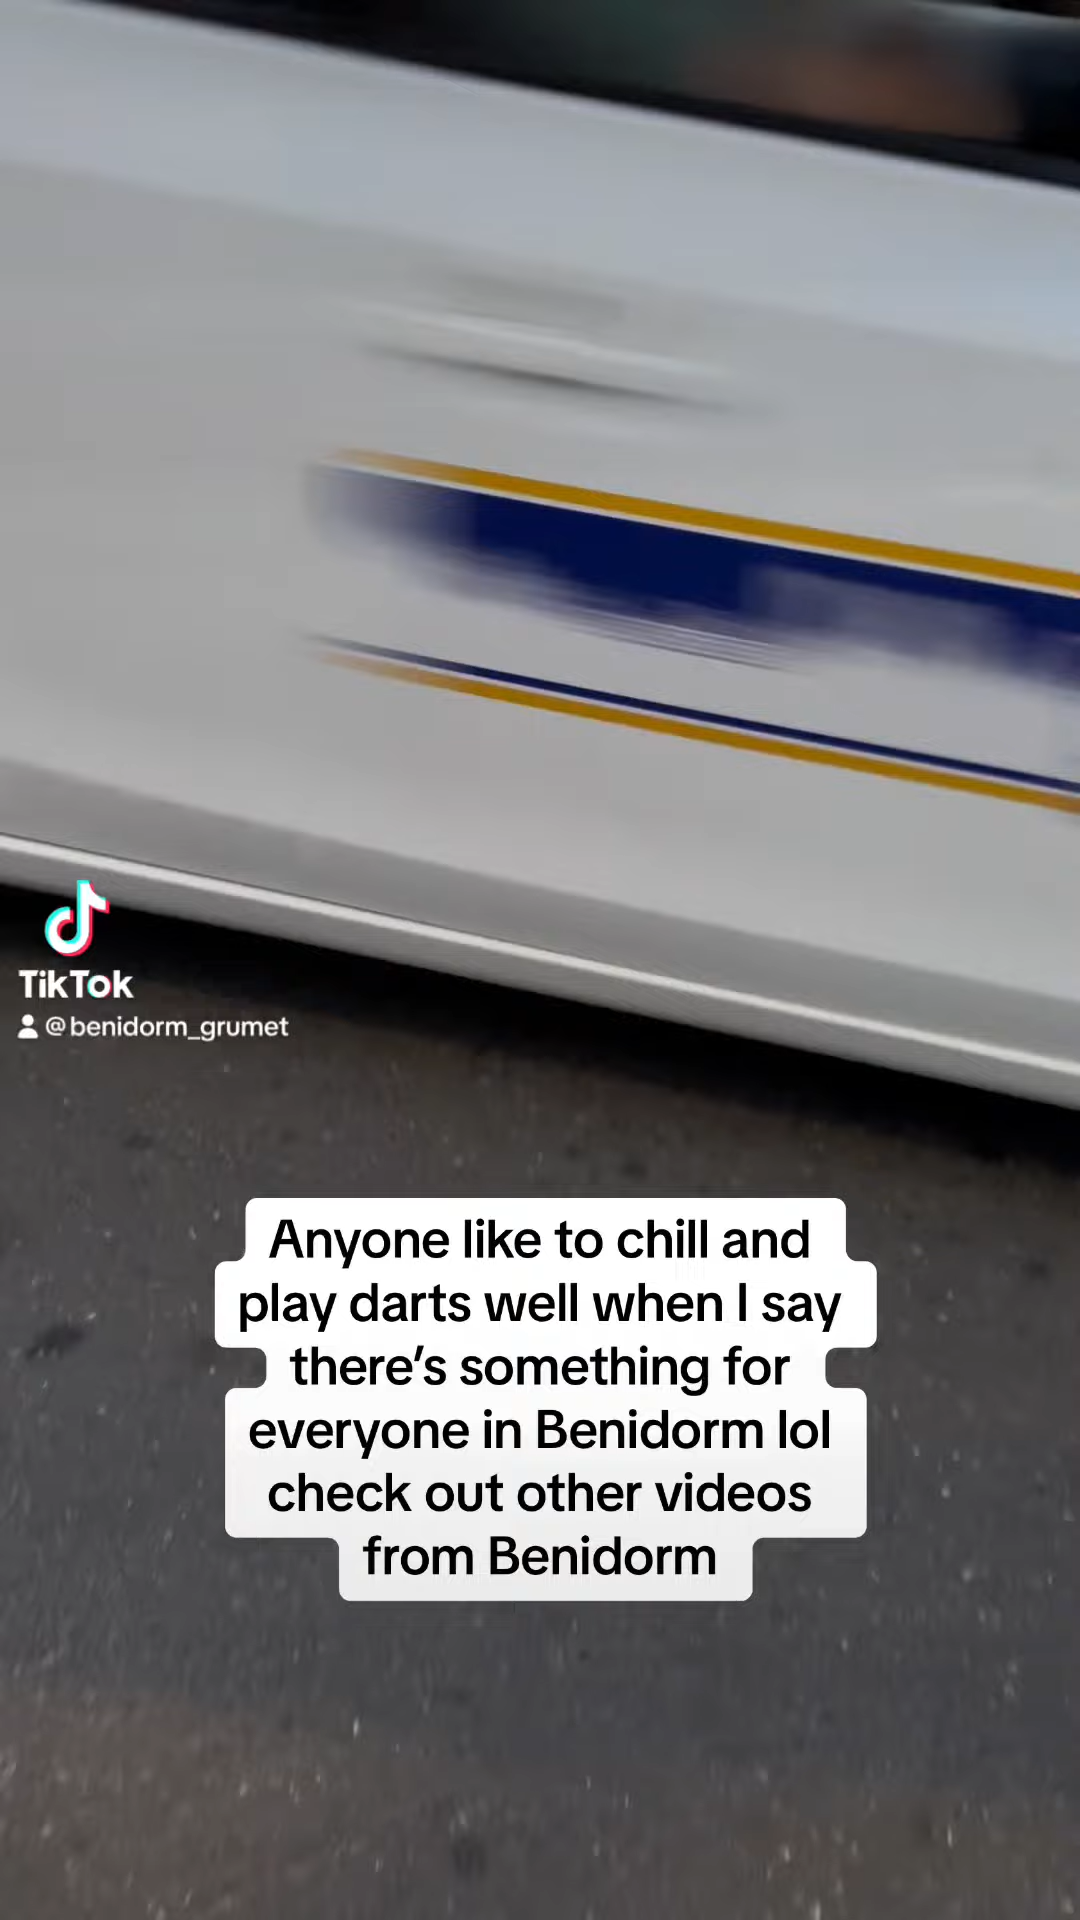 TikTok
@benidorm_grumet
Anyone like to chill and
play darts well when I say
there's something for
everyone in Benidorm lol
check out other videos
from Benidorm